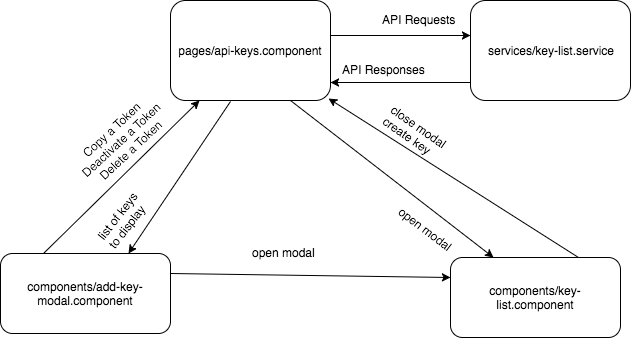 API Requests
pages/api-keys.component
services/key-list.service
API Responses
Copy a Token
Deactivate a Token
Delete a Token
close modal
create key
list of keys
to display
open modal
open modal
components/add-key-
modal.component
components/key-
list.component